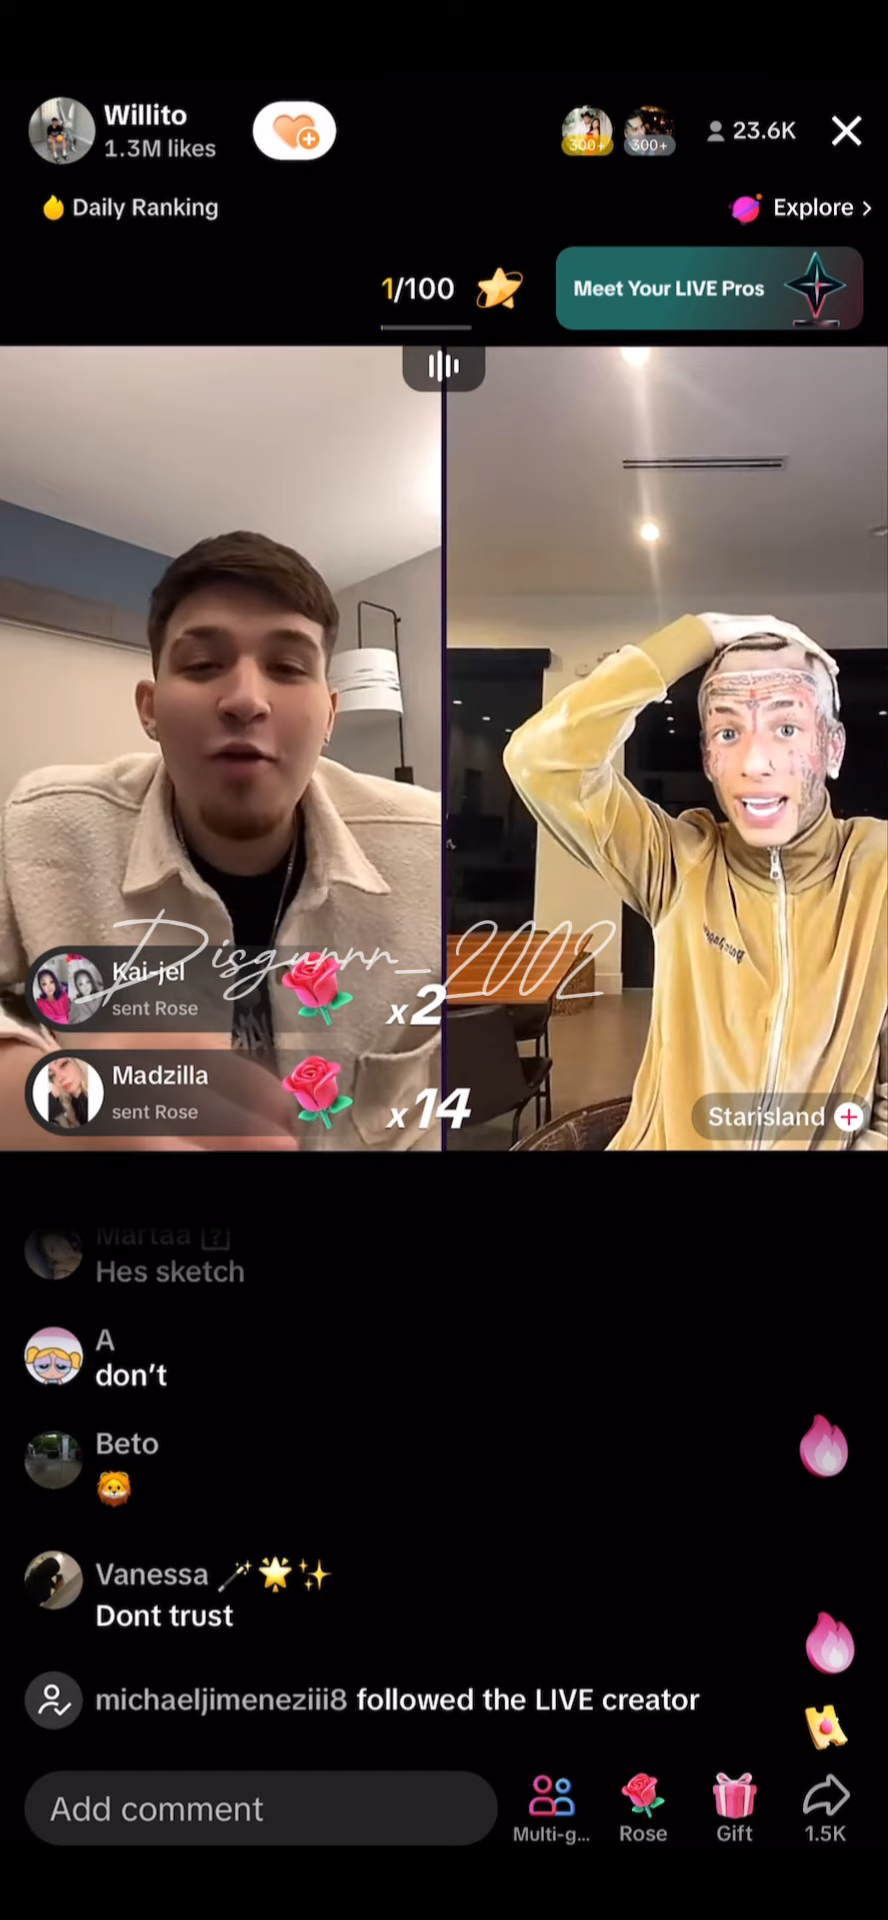 Willito
1.3M likes
300+
300+
23.6K
Daily Ranking
Explore >
1/100
Meet Your LIVE Pros
Disgunnr_2002
Kai-jel
sent Rose
x2
Madzilla
sent Rose
x14
Starisland +
Martaa
Hes sketch
A
don't
Beto
Vanessa
Dont trust
michaeljimeneziii8 followed the LIVE creator
Add comment
Multi-g...
Rose
Gift
1.5K